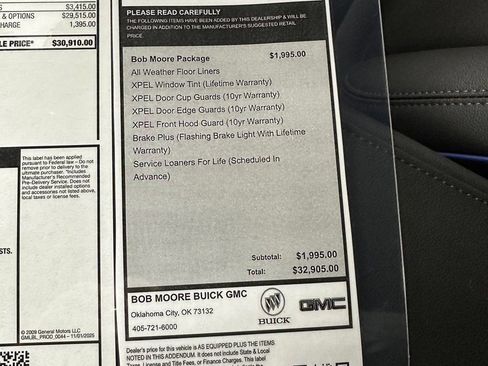 $3,415.00
& OPTIONS $29,515.00
CHARGE 1,395.00
LE PRICE* $30,910.00
This label has been applied
pursuant to Federal law – Do not
remove prior to delivery to the
ultimate purchaser. *Includes
Manufacturer's Recommended
Pre-Delivery Service. Does not
include dealer installed options
and accessories not listed above,
local taxes or license fees.
STS.
© 2009 General Motors LLC
GMLBL_PROD_0044 – 11/01/2025
PLEASE READ CAREFULLY
THE FOLLOWING ITEMS HAVE BEEN ADDED BY THIS DEALERSHIP & WILL BE
CHARGED IN ADDITION TO THE MANUFACTURER'S SUGGESTED RETAIL
PRICE.
Bob Moore Package $1,995.00
All Weather Floor Liners
XPEL Window Tint (Lifetime Warranty)
XPEL Door Cup Guards (10yr Warranty)
XPEL Door Edge Guards (10yr Warranty)
XPEL Front Hood Guard (10yr Warranty)
Brake Plus (Flashing Brake Light With Lifetime
Warranty)
Service Loaners For Life (Scheduled In
Advance)
Subtotal: $1,995.00
Total: $32,905.00
BOB MOORE BUICK GMC
Oklahoma City, OK 73132
405-721-6000
BUICK
GMC
Dealer's price for this vehicle is AS EQUIPPED PLUS THE ITEMS
NOTED IN THIS ADDENDUM. It does not include State & Local
Taxes, License and Title Fees, or Finance Charges.